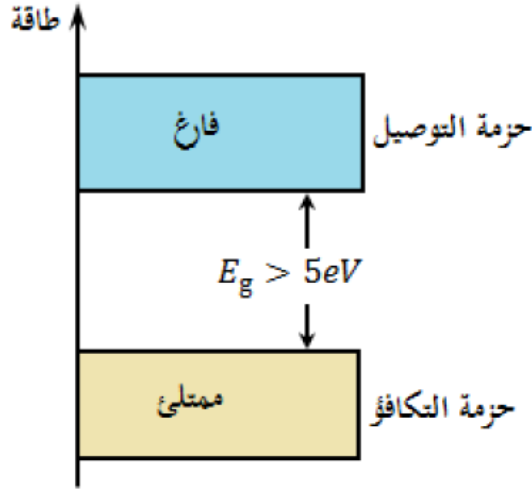 طاقة
فارغ
حزمة التوصيل
E_g > 5eV
ممتلئ
حزمة التكافؤ